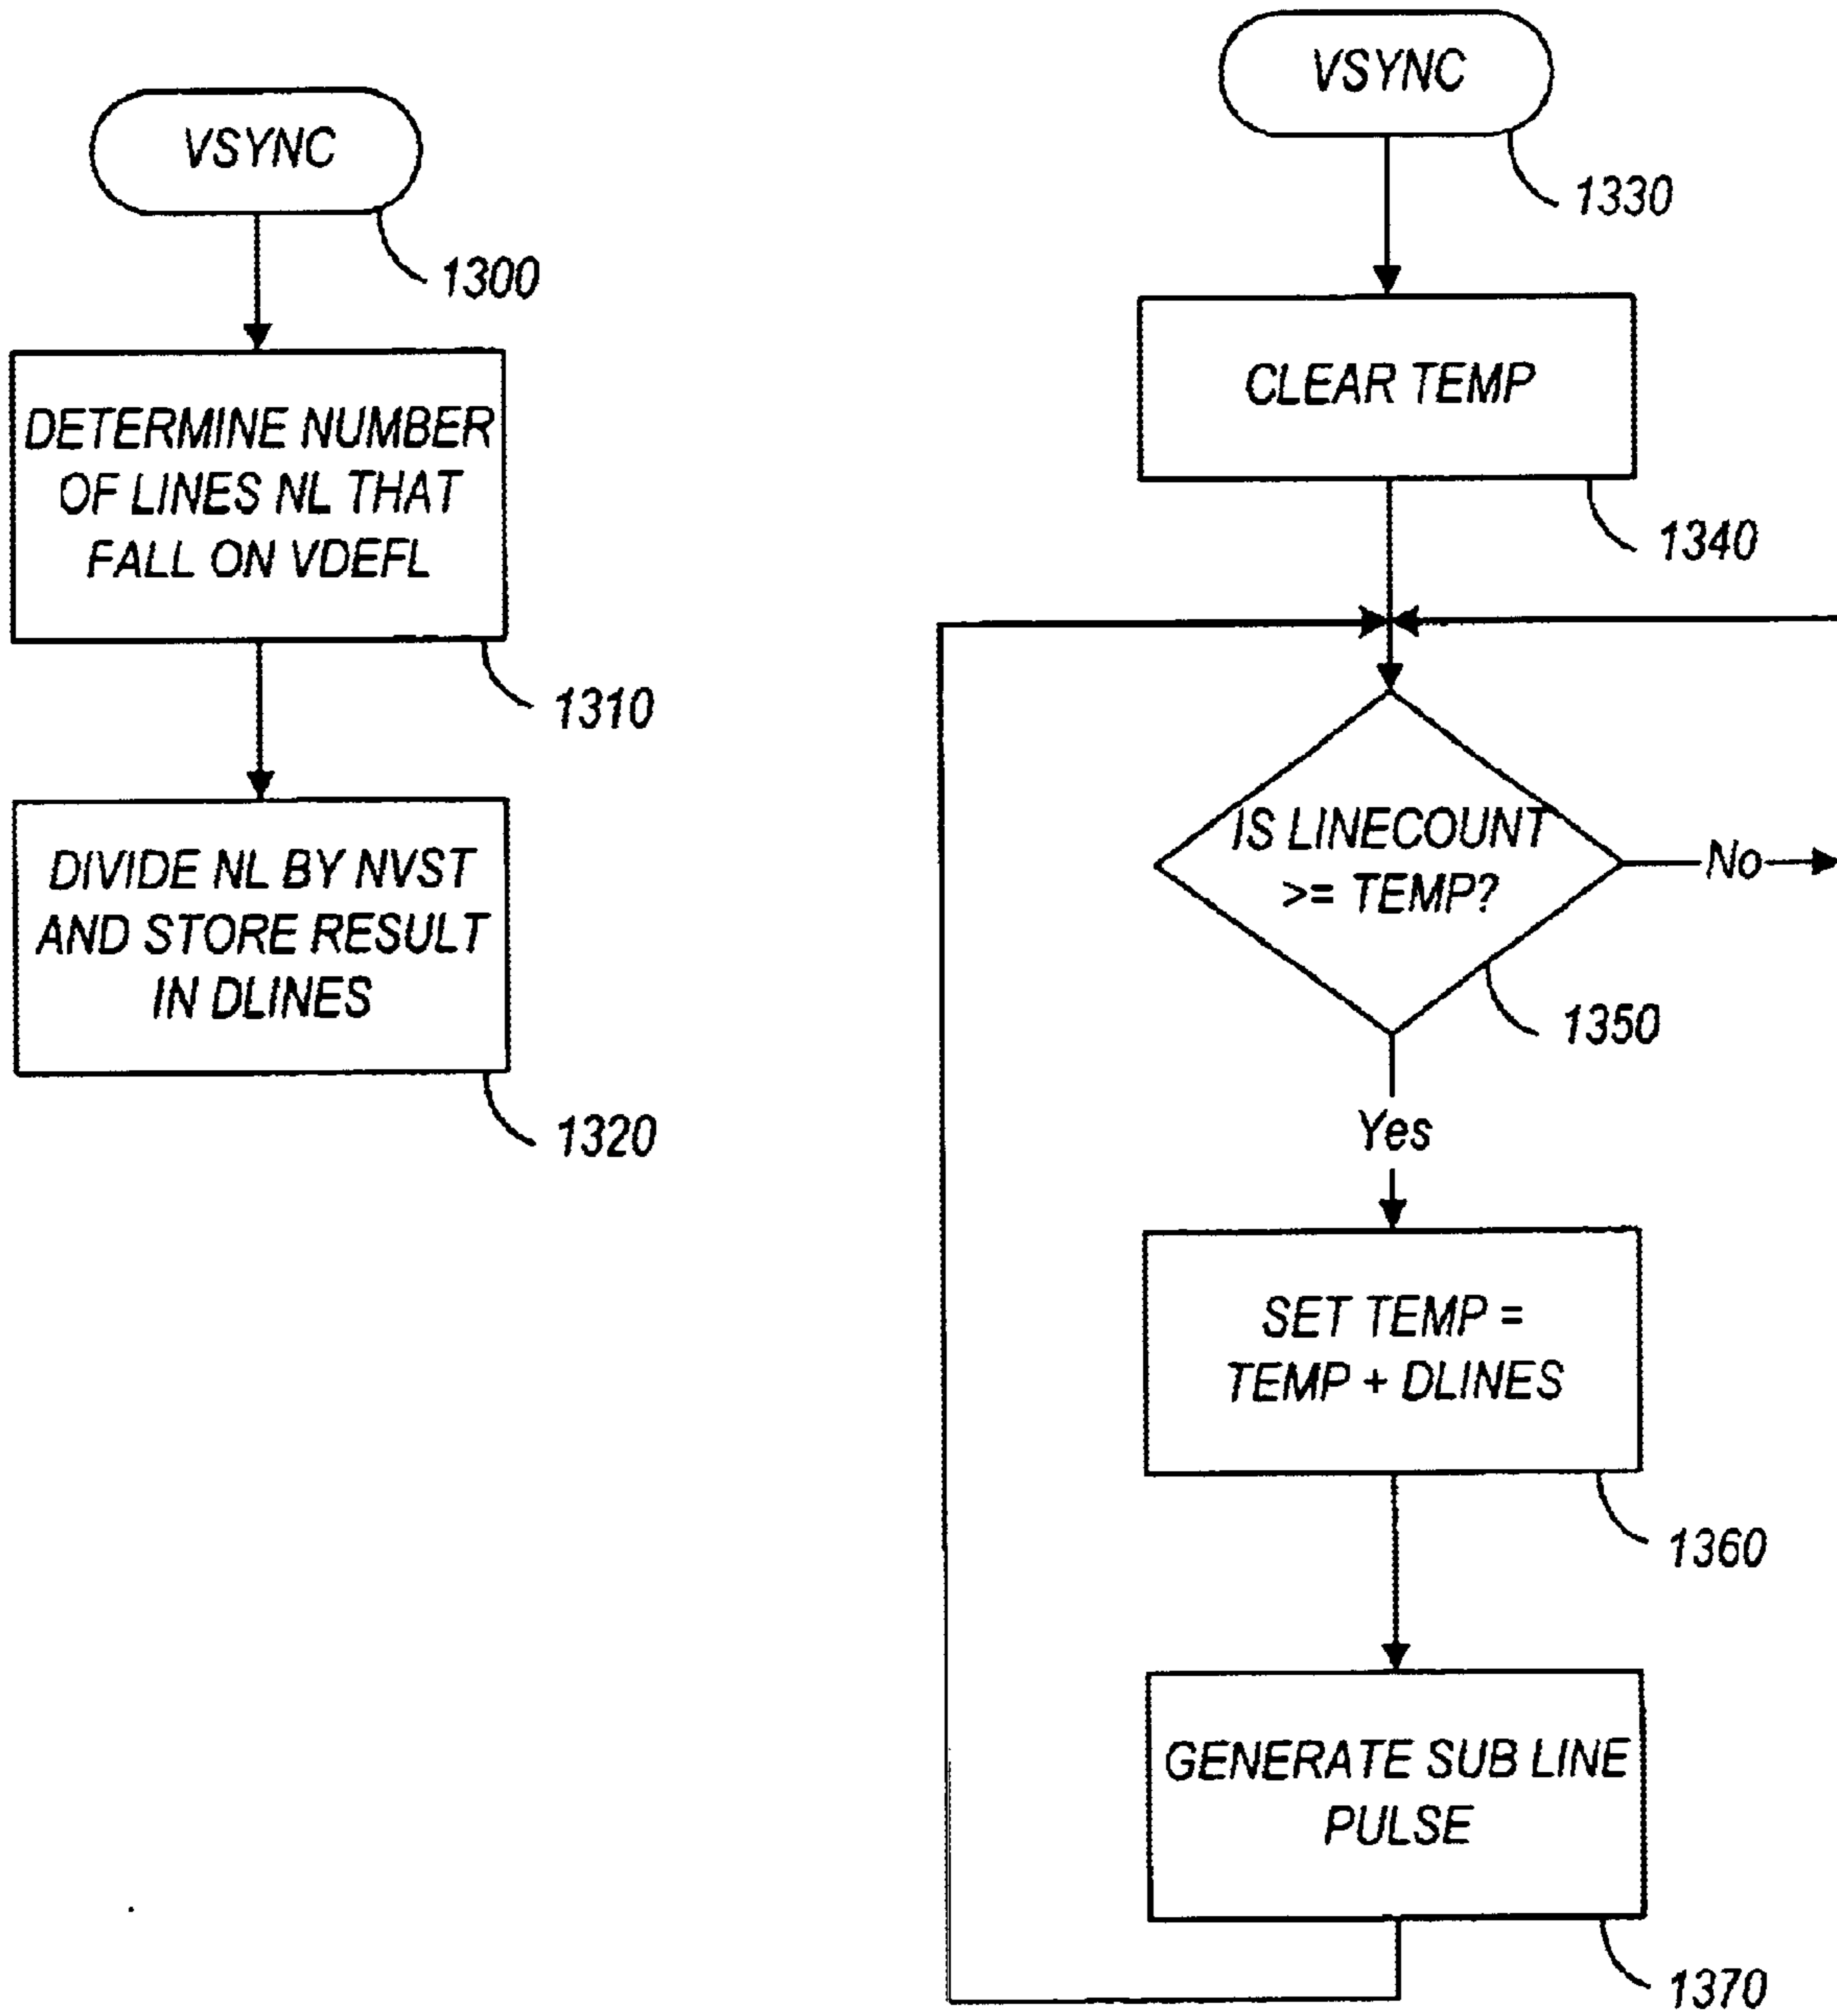 VSYNC
1300
DETERMINE NUMBER
OF LINES NL THAT
FALL ON VDEFL
1310
DIVIDE NL BY NVST
AND STORE RESULT
IN DLINES
1320
VSYNC
1330
CLEAR TEMP
1340
IS LINECOUNT
>= TEMP?
No
1350
Yes
SET TEMP =
TEMP + DLINES
1360
GENERATE SUB LINE
PULSE
1370